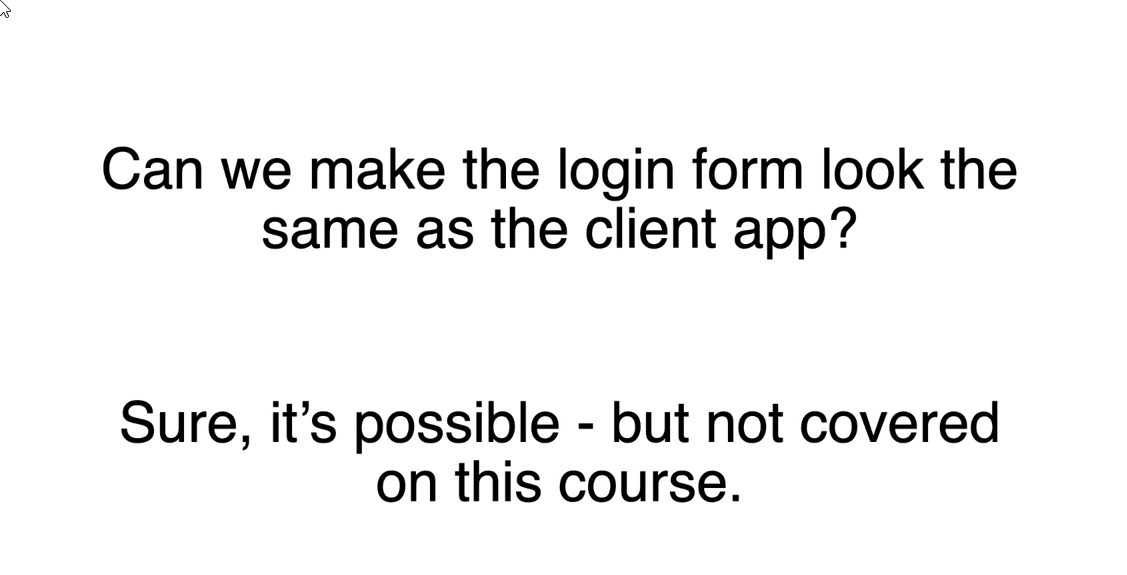 Can we make the login form look the
same as the client app?
Sure, it’s possible - but not covered
on this course.